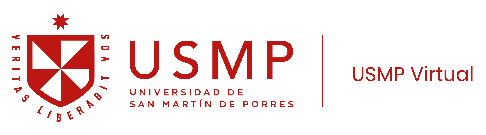 VERITAS LIBERABIT VOS
USMP
UNIVERSIDAD DE
SAN MARTÍN DE PORRES
USMP Virtual